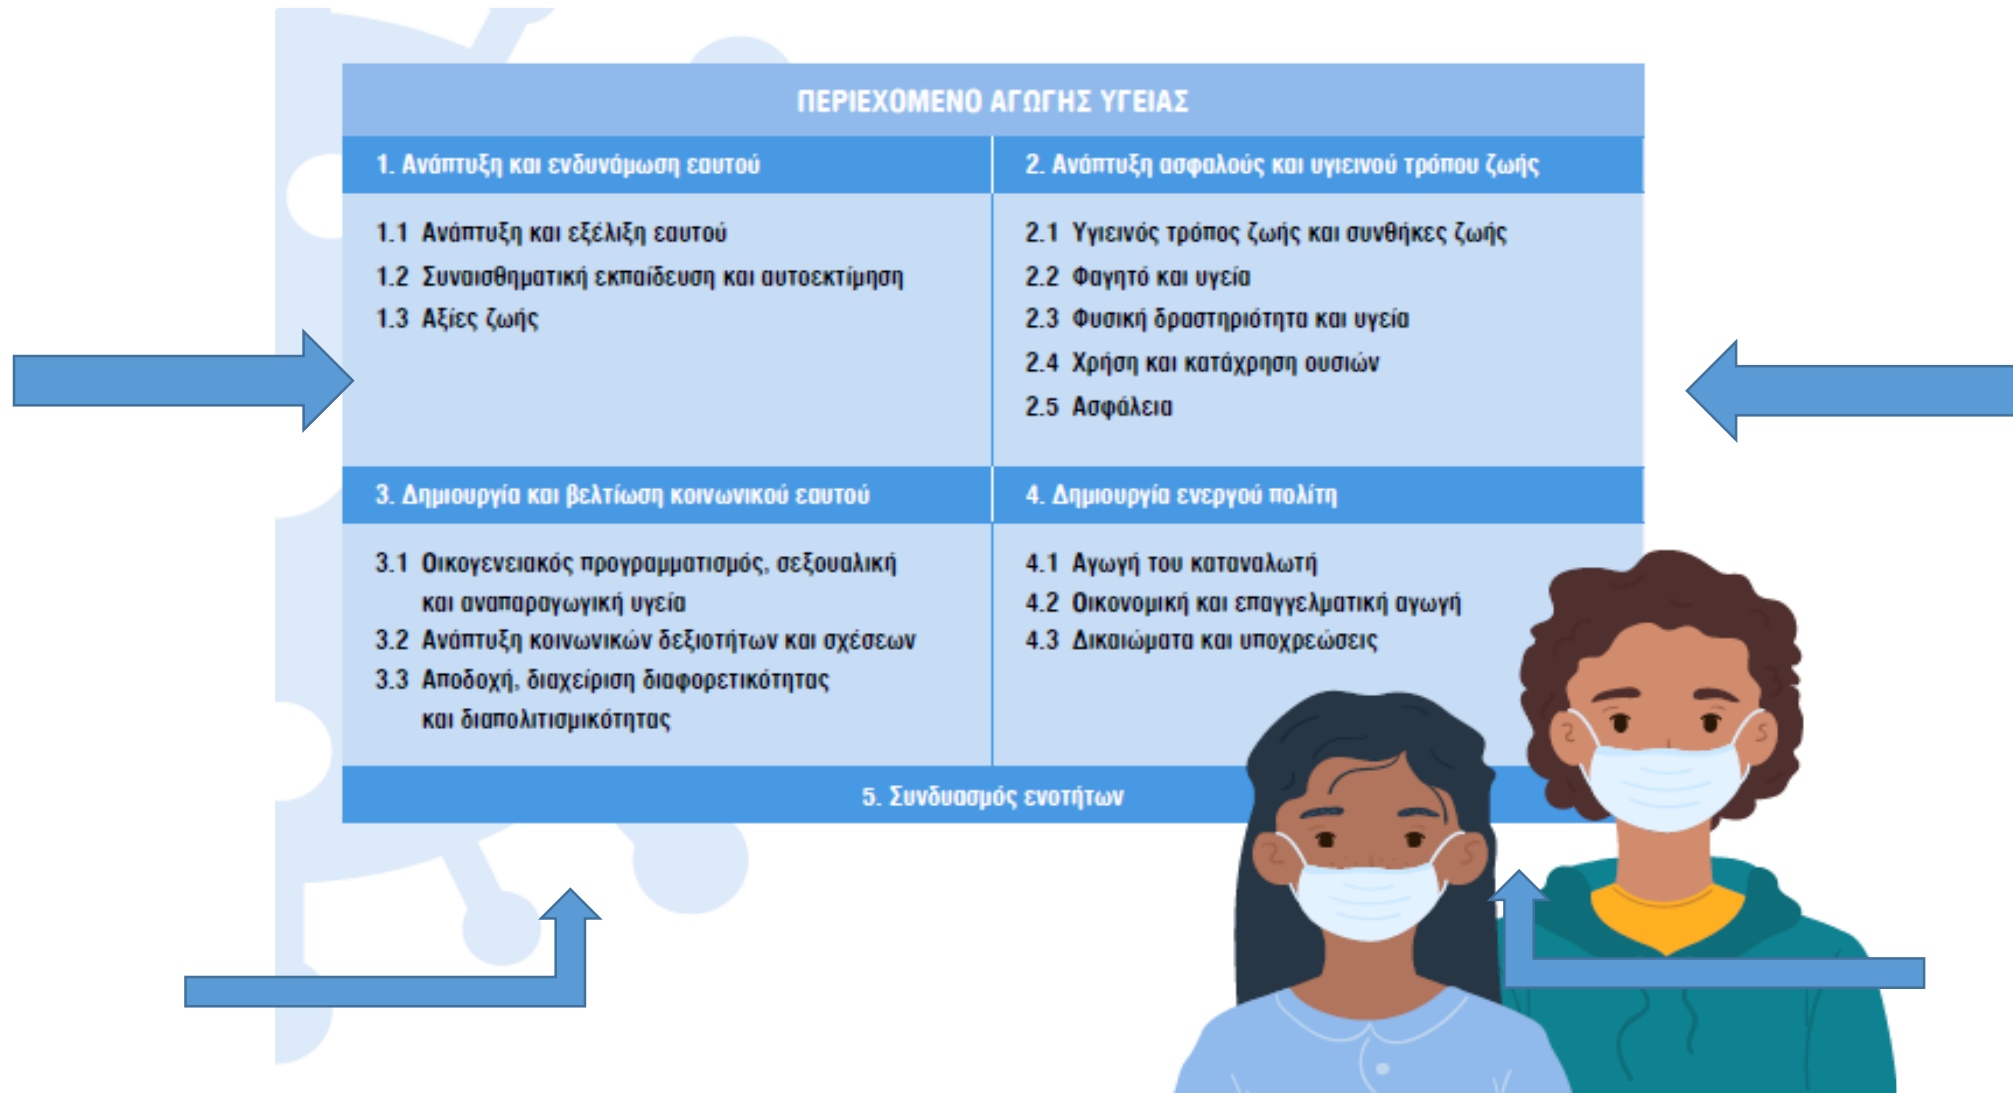 ΠΕΡΙΕΧΟΜΕΝΟ ΑΓΩΓΗΣ ΥΓΕΙΑΣ
1. Ανάπτυξη και ενδυνάμωση εαυτού
1.1 Ανάπτυξη και εξέλιξη εαυτού
1.2 Συναισθηματική εκπαίδευση και αυτοεκτίμηση
1.3 Αξίες ζωής
2. Ανάπτυξη ασφαλούς και υγιεινού τρόπου ζωής
2.1 Υγιεινός τρόπος ζωής και συνθήκες ζωής
2.2 Φαγητό και υγεία
2.3 Φυσική δραστηριότητα και υγεία
2.4 Χρήση και κατάχρηση ουσιών
2.5 Ασφάλεια
3. Δημιουργία και βελτίωση κοινωνικού εαυτού
3.1 Οικογενειακός προγραμματισμός, σεξουαλική
και αναπαραγωγική υγεία
3.2 Ανάπτυξη κοινωνικών δεξιοτήτων και σχέσεων
3.3 Αποδοχή, διαχείριση διαφορετικότητας
και διαπολιτισμικότητας
4. Δημιουργία ενεργού πολίτη
4.1 Αγωγή του καταναλωτή
4.2 Οικονομική και επαγγελματική αγωγή
4.3 Δικαιώματα και υποχρεώσεις
5. Συνδυασμός ενοτήτων